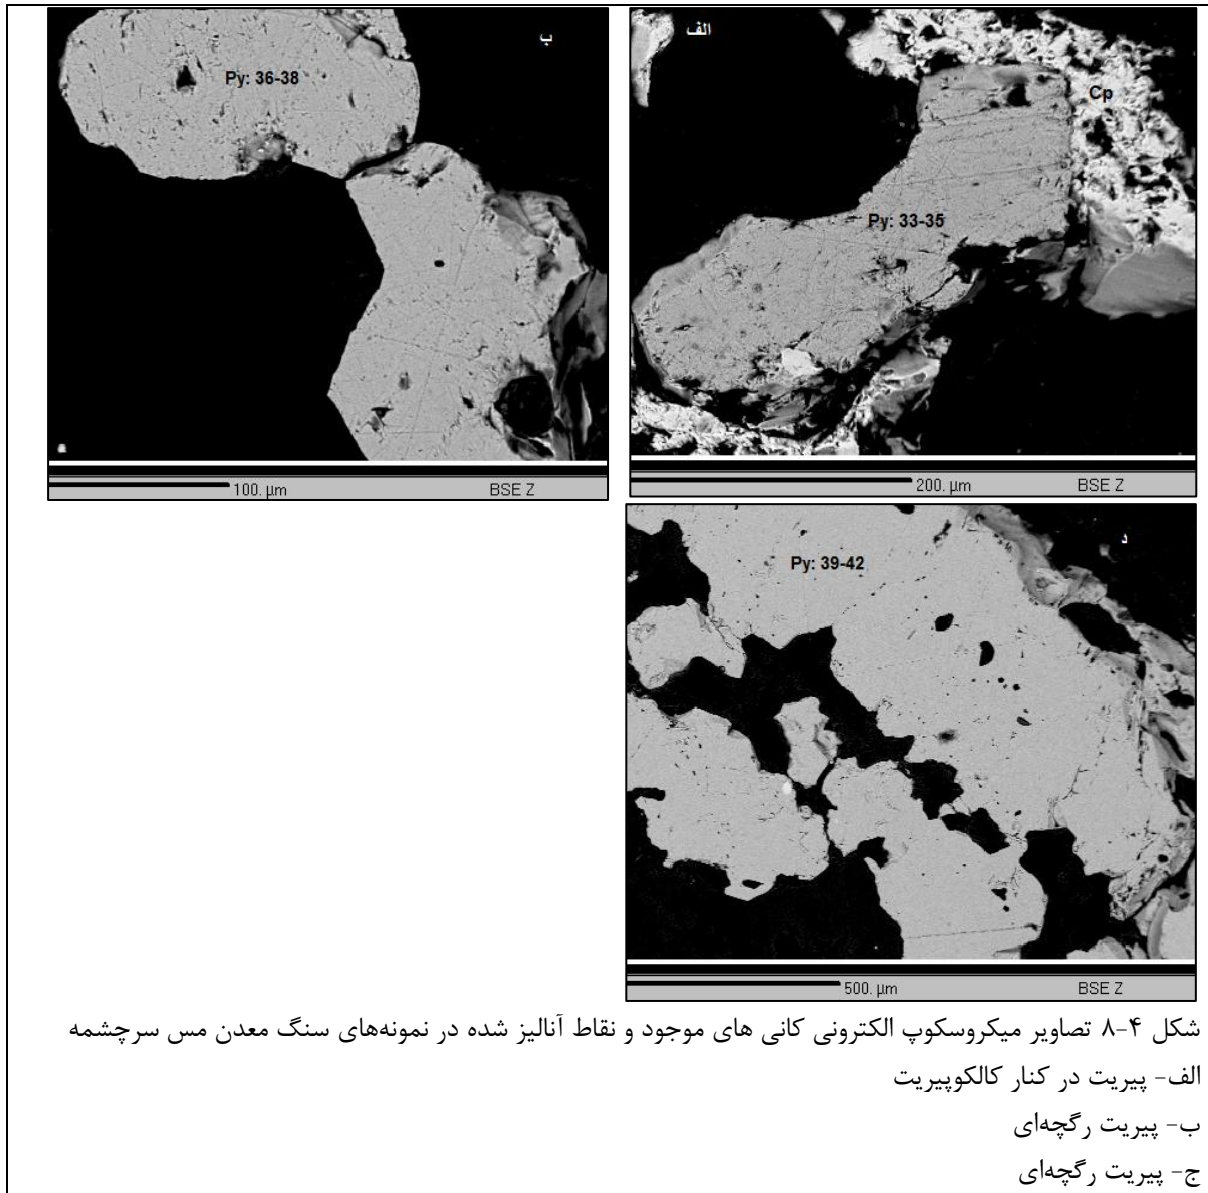 الف
Cp
Py: 33-35
200. µm BSE Z
ب
Py: 36-38
100. µm BSE Z
د
Py: 39-42
500. µm BSE Z
شکل ۴-۸ تصاویر میکروسکوپ الکترونی کانی های موجود و نقاط آنالیز شده در نمونه‌های سنگ معدن مس سرچشمه
الف- پیریت در کنار کالکوپیریت
ب- پیریت رگچه‌ای
ج- پیریت رگچه‌ای